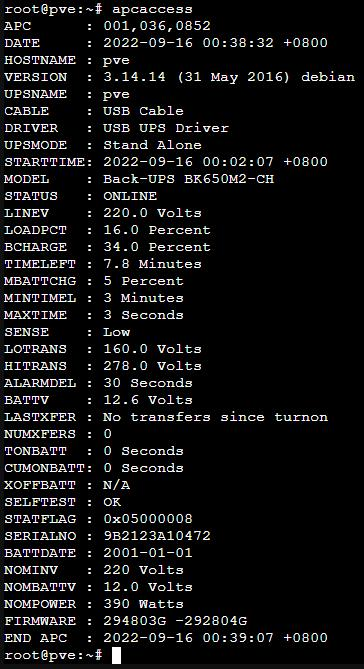 root@pve:~# apcaccess
APC      : 001,036,0852
DATE     : 2022-09-16 00:38:32 +0800
HOSTNAME : pve
VERSION  : 3.14.14 (31 May 2016) debian
UPSNAME  : pve
CABLE    : USB Cable
DRIVER   : USB UPS Driver
UPSMODE  : Stand Alone
STARTTIME: 2022-09-16 00:02:07 +0800
MODEL    : Back-UPS BK650M2-CH
STATUS   : ONLINE
LINEV    : 220.0 Volts
LOADPCT  : 16.0 Percent
BCHARGE  : 34.0 Percent
TIMELEFT : 7.8 Minutes
MBATTCHG : 5 Percent
MINTIMEL : 3 Minutes
MAXTIME  : 3 Seconds
SENSE    : Low
LOTRANS  : 160.0 Volts
HITRANS  : 278.0 Volts
ALARMDEL : 30 Seconds
BATTV    : 12.6 Volts
LASTXFER : No transfers since turnon
NUMXFERS : 0
TONBATT  : 0 Seconds
CUMONBATT: 0 Seconds
XOFFBATT : N/A
SELFTEST : OK
STATFLAG : 0x05000008
SERIALNO : 9B2123A10472
BATTDATE : 2001-01-01
NOMINV   : 220 Volts
NOMBATTV : 12.0 Volts
NOMPOWER : 390 Watts
FIRMWARE : 294803G -292804G
END APC  : 2022-09-16 00:39:07 +0800
root@pve:~#